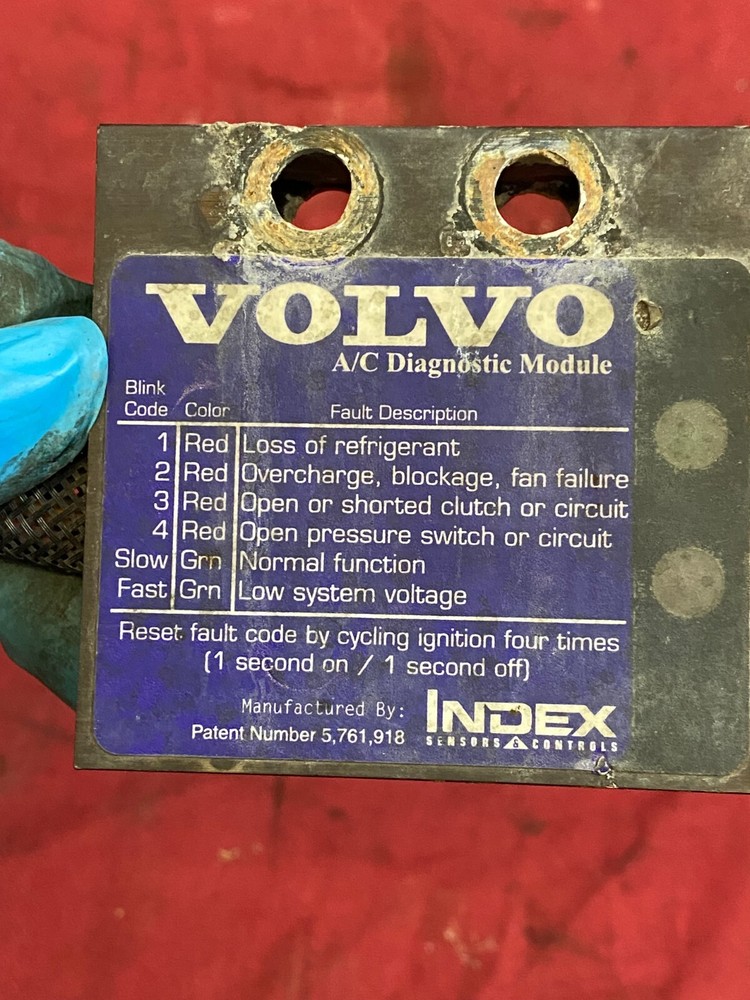 VOLVO
A/C Diagnostic Module
Blink
Code Color Fault Description
1 Red Loss of refrigerant
2 Red Overcharge, blockage, fan failure
3 Red Open or shorted clutch or circuit
4 Red Open pressure switch or circuit
Slow Grn Normal function
Fast Grn Low system voltage
Reset fault code by cycling ignition four times
(1 second on / 1 second off)
Manufactured By: INDEX
SENSORS & CONTROLS
Patent Number 5,761,918